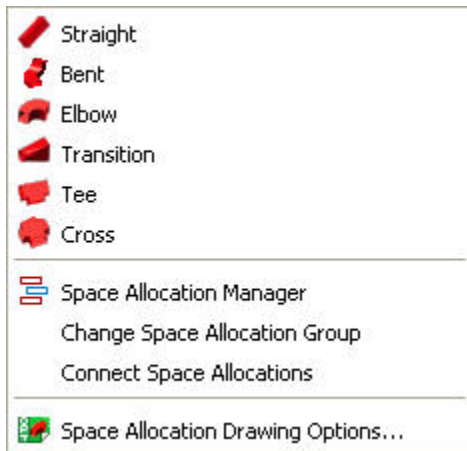 Straight
Bent
Elbow
Transition
Tee
Cross
Space Allocation Manager
Change Space Allocation Group
Connect Space Allocations
Space Allocation Drawing Options...